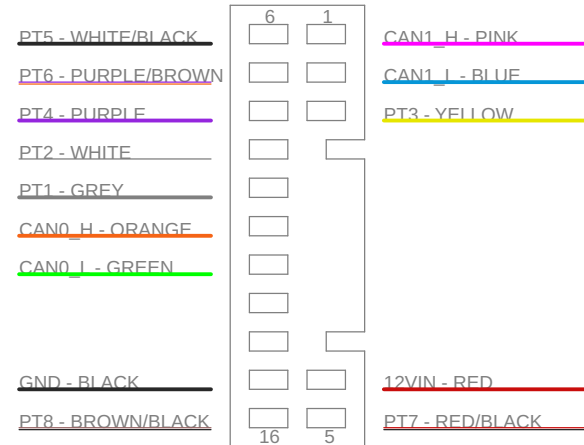 6 1
PT5 - WHITE/BLACK
CAN1_H - PINK
PT6 - PURPLE/BROWN
CAN1_L - BLUE
PT4 - PURPLE
PT3 - YELLOW
PT2 - WHITE
PT1 - GREY
CAN0_H - ORANGE
CAN0_L - GREEN
GND - BLACK
12VIN - RED
PT8 - BROWN/BLACK
PT7 - RED/BLACK
16 5